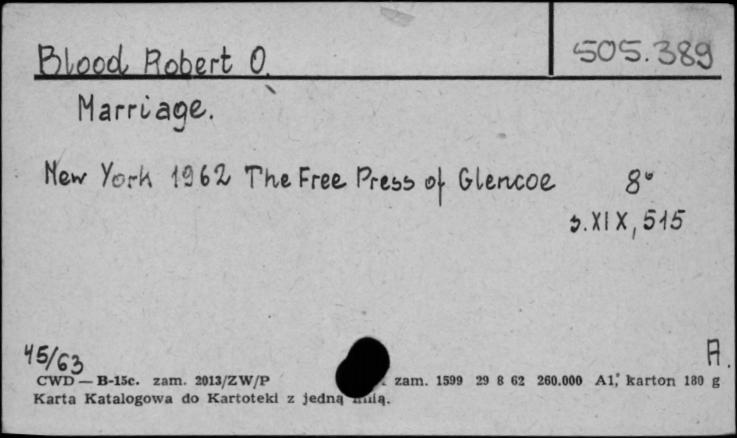 Blood Robert O. 505.389
Marriage.
New York 1962 The Free Press of Glencoe 8°
s. XIX, 515
45/63 A.
CWD — B-15c. zam. 2013/ZW/P zam. 1599 29 8 62 260.000 A1, karton 180 g
Karta Katalogowa do Kartoteki z jedną